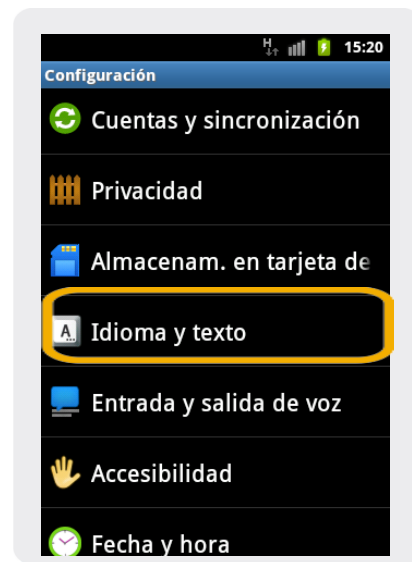 H 15:20
Configuración
Cuentas y sincronización
Privacidad
Almacenam. en tarjeta de
A
Idioma y texto
Entrada y salida de voz
Accesibilidad
Fecha y hora